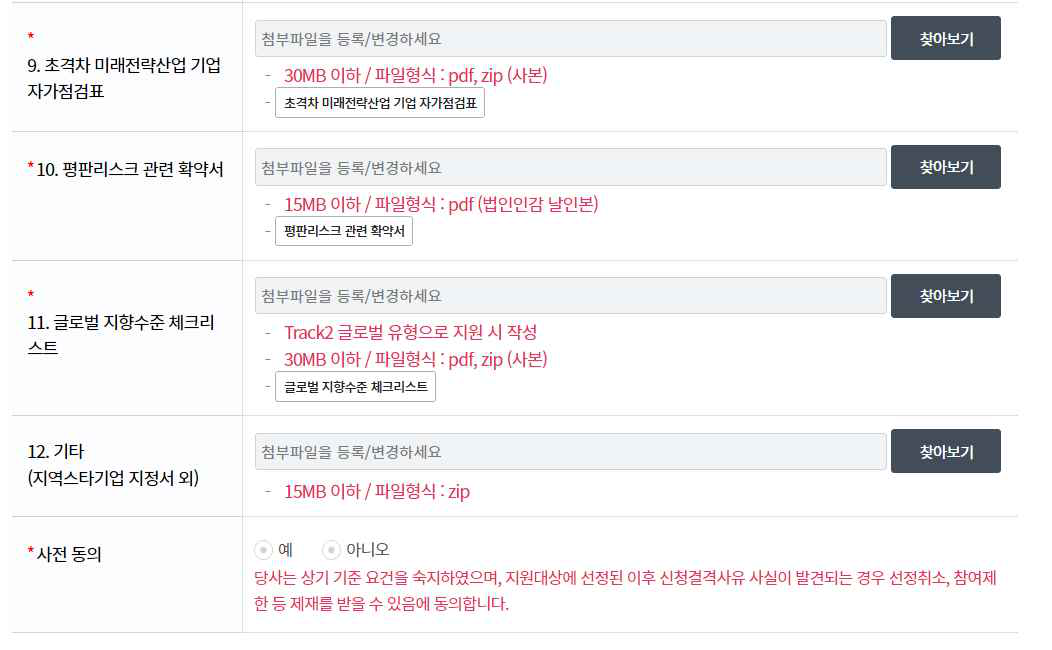 *
9. 초격차 미래전략산업 기업
자가점검표
첨부파일을 등록/변경하세요
찾아보기
- 30MB 이하 / 파일형식 : pdf, zip (사본)
- 초격차 미래전략산업 기업 자가점검표
* 10. 평판리스크 관련 확약서
첨부파일을 등록/변경하세요
찾아보기
- 15MB 이하 / 파일형식 : pdf (법인인감 날인본)
- 평판리스크 관련 확약서
*
11. 글로벌 지향수준 체크리
스트
첨부파일을 등록/변경하세요
찾아보기
- Track2 글로벌 유형으로 지원 시 작성
- 30MB 이하 / 파일형식 : pdf, zip (사본)
- 글로벌 지향수준 체크리스트
12. 기타
(지역스타기업 지정서 외)
첨부파일을 등록/변경하세요
찾아보기
- 15MB 이하 / 파일형식 : zip
* 사전 동의
예 아니오
당사는 상기 기준 요건을 숙지하였으며, 지원대상에 선정된 이후 신청결격사유 사실이 발견되는 경우 선정취소, 참여제
한 등 제재를 받을 수 있음에 동의합니다.